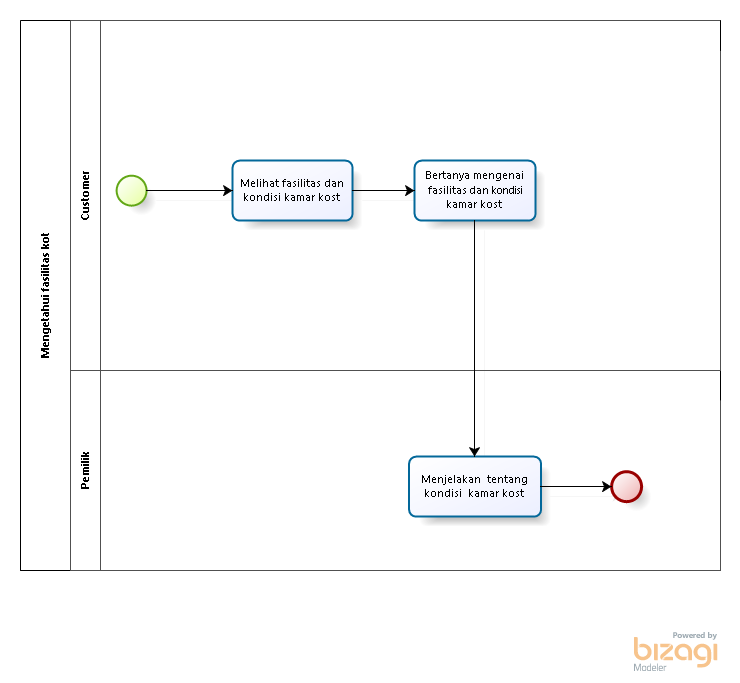 Mengetahui fasilitas kot
Customer
Melihat fasilitas dan
kondisi kamar kost
Bertanya mengenai
fasilitas dan kondisi
kamar kost
Pemilik
Menjelakan tentang
kondisi kamar kost
Powered by
bizagi
Modeler